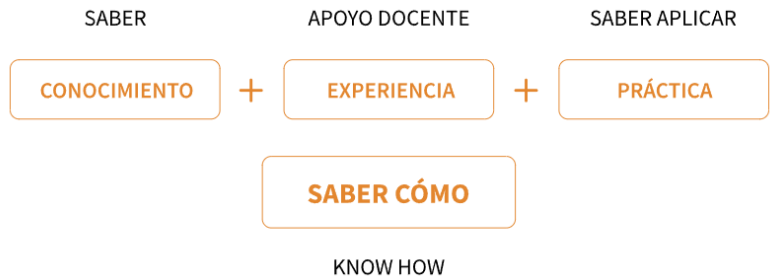 SABER APOYO DOCENTE SABER APLICAR
CONOCIMIENTO + EXPERIENCIA + PRÁCTICA
SABER CÓMO
KNOW HOW